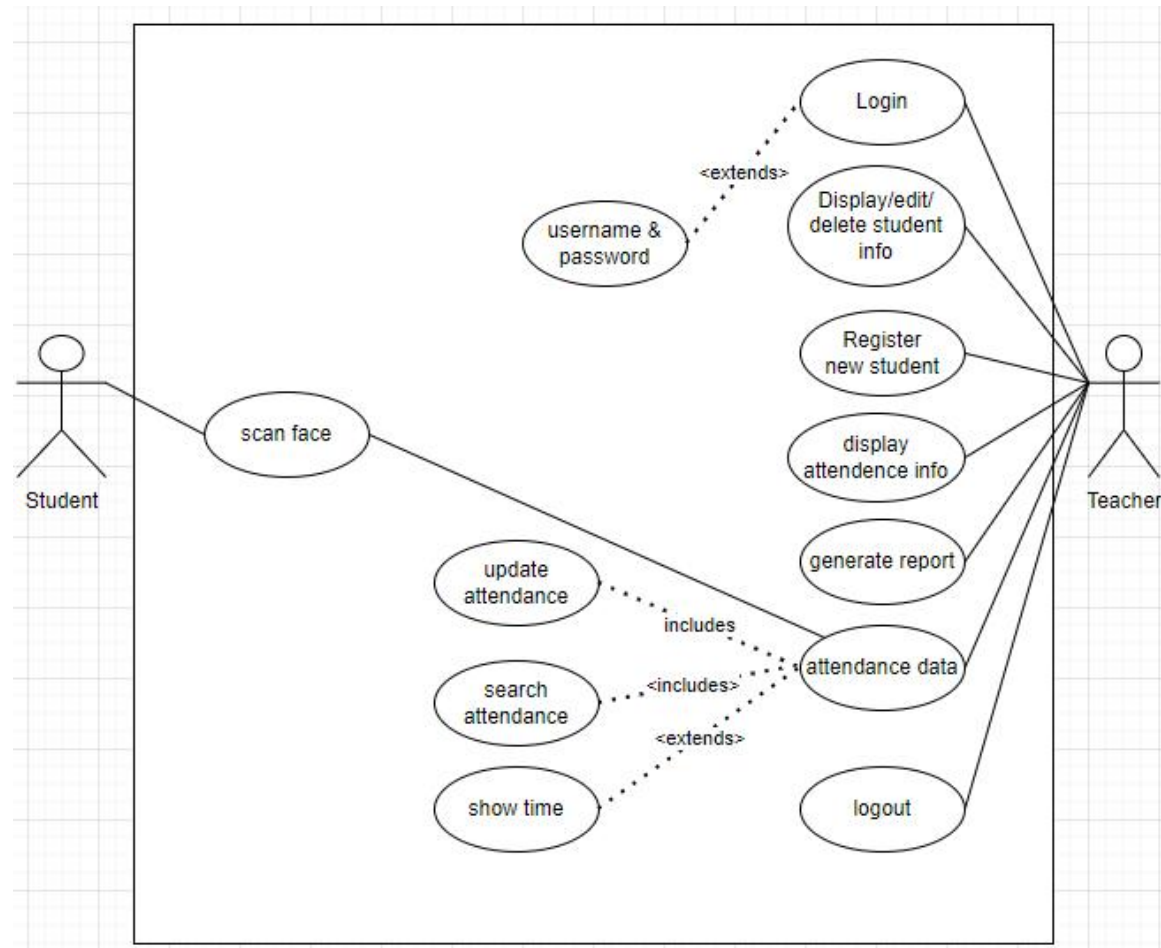 Login
<extends>
Display/edit/
delete student
info
username &
password
Register
new student
scan face
display
attendence info
Student
Teacher
generate report
update
attendance
includes
attendance data
search
attendance
<includes>
<extends>
show time
logout